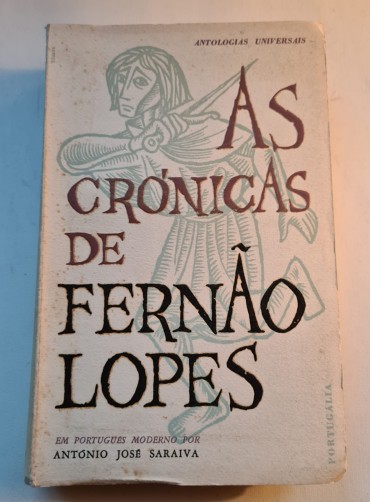 ANTOLOGIAS UNIVERSAIS
AS
CRÓNICAS
DE
FERNÃO
LOPES
EM PORTUGUÊS MODERNO POR
ANTÓNIO JOSÉ SARAIVA
PORTUGÁLIA